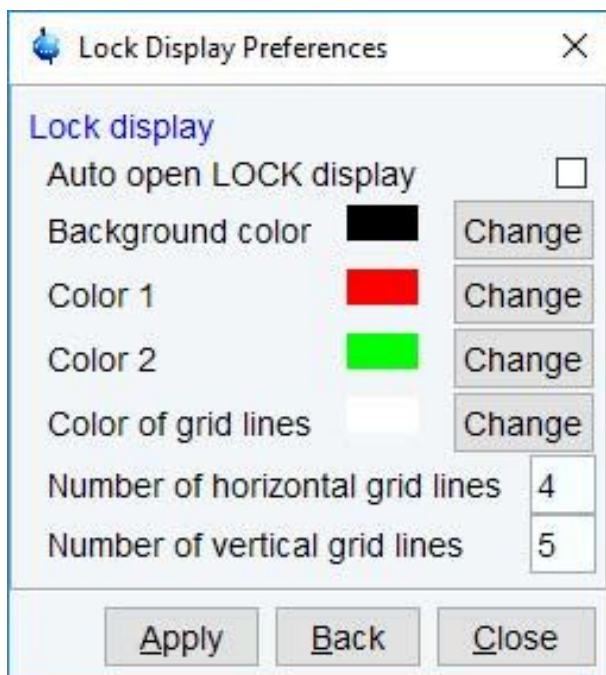 Lock Display Preferences
Lock display
Auto open LOCK display
Background color Change
Color 1 Change
Color 2 Change
Color of grid lines Change
Number of horizontal grid lines 4
Number of vertical grid lines 5
Apply Back Close